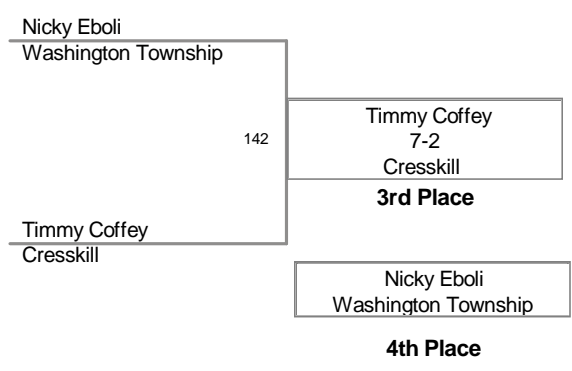 Nicky Eboli
Washington Township
142
Timmy Coffey
7-2
Cresskill
3rd Place
Timmy Coffey
Cresskill
Nicky Eboli
Washington Township
4th Place